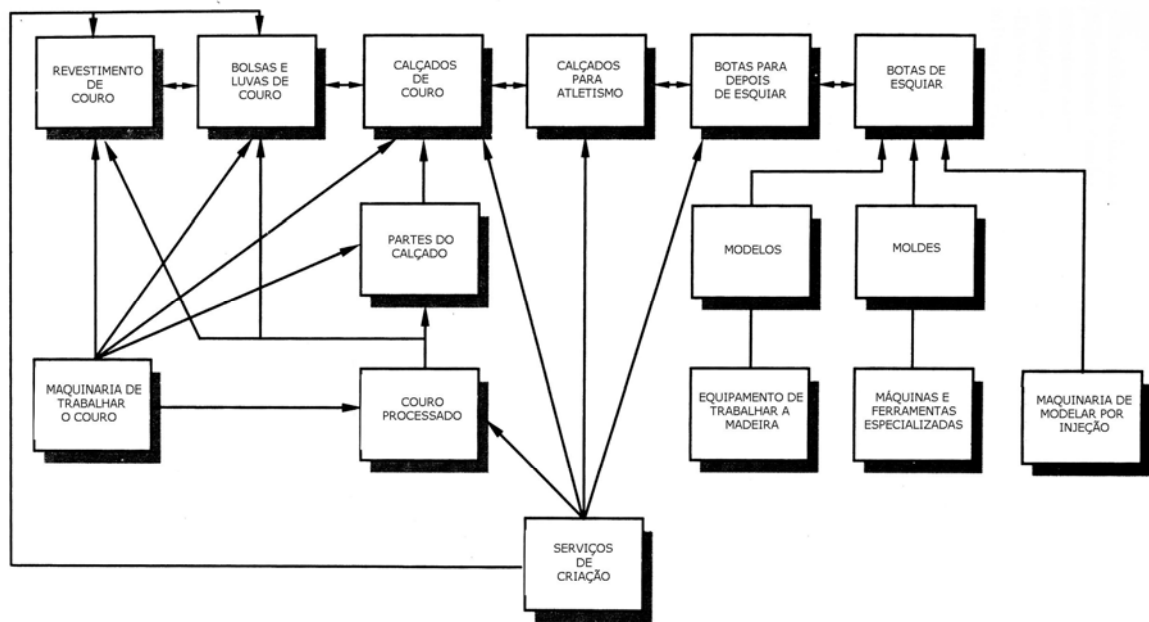 REVESTIMENTO
DE
COURO
BOLSAS E
LUVAS DE
COURO
CALÇADOS
DE
COURO
CALÇADOS
PARA
ATLETISMO
BOTAS PARA
DEPOIS
DE ESQUIAR
BOTAS DE
ESQUIAR
PARTES DO
CALÇADO
MODELOS
MOLDES
MAQUINARIA DE
TRABALHAR
O COURO
COURO
PROCESSADO
EQUIPAMENTO DE
TRABALHAR A
MADEIRA
MÁQUINAS E
FERRAMENTAS
ESPECIALIZADAS
MAQUINARIA DE
MODELAR POR
INJEÇÃO
SERVIÇOS
DE
CRIAÇÃO